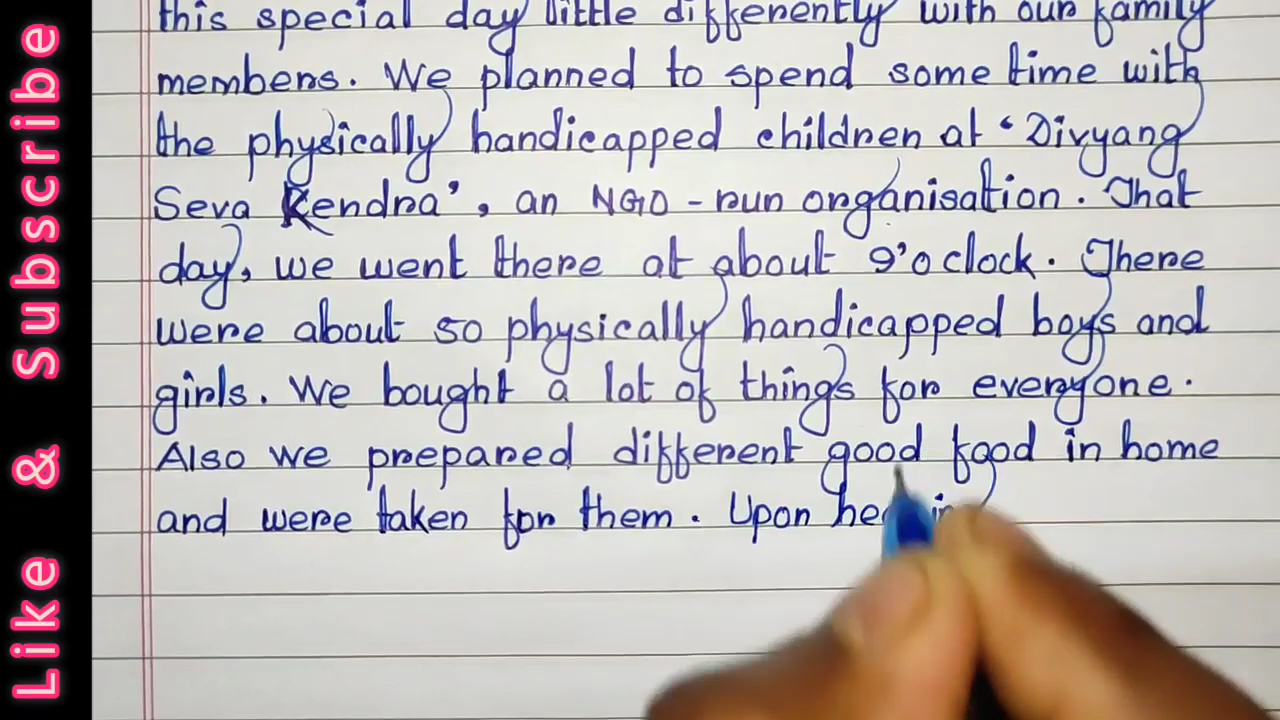 this special day little differently with our family
members. We planned to spend some time with
the physically handicapped children at 'Divyang
Seva Kendra', an NGO-run organisation. That
day, we went there at about 9'o clock. There
were about 50 physically handicapped boys and
girls. We bought a lot of things for everyone.
Also we prepared different good food in home
and were taken for them. Upon
Like & Subscribe